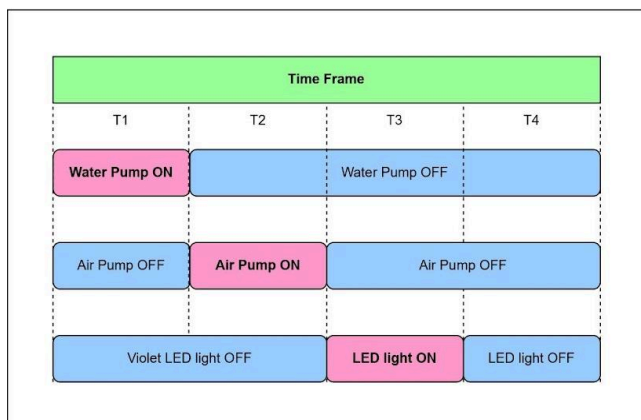 Time Frame
T1 T2 T3 T4
Water Pump ON Water Pump OFF
Air Pump OFF Air Pump ON Air Pump OFF
Violet LED light OFF LED light ON LED light OFF